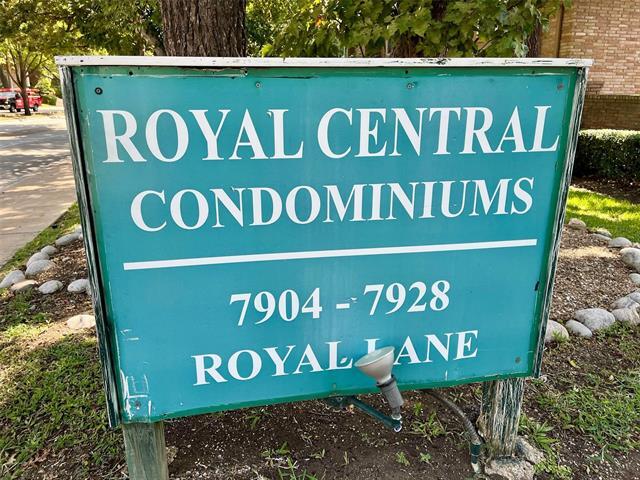 ROYAL CENTRAL
CONDOMINIUMS
7904 - 7928
ROYAL LANE